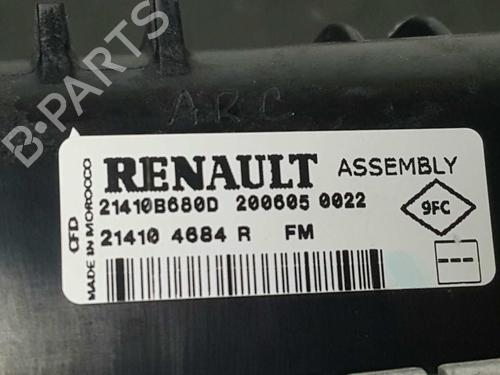 B-PARTS
ARC
RENAULT ASSEMBLY
21410B680D 200605 0022
21410 4684 R FM
9FC
---
CFD
MADE IN MOROCCO